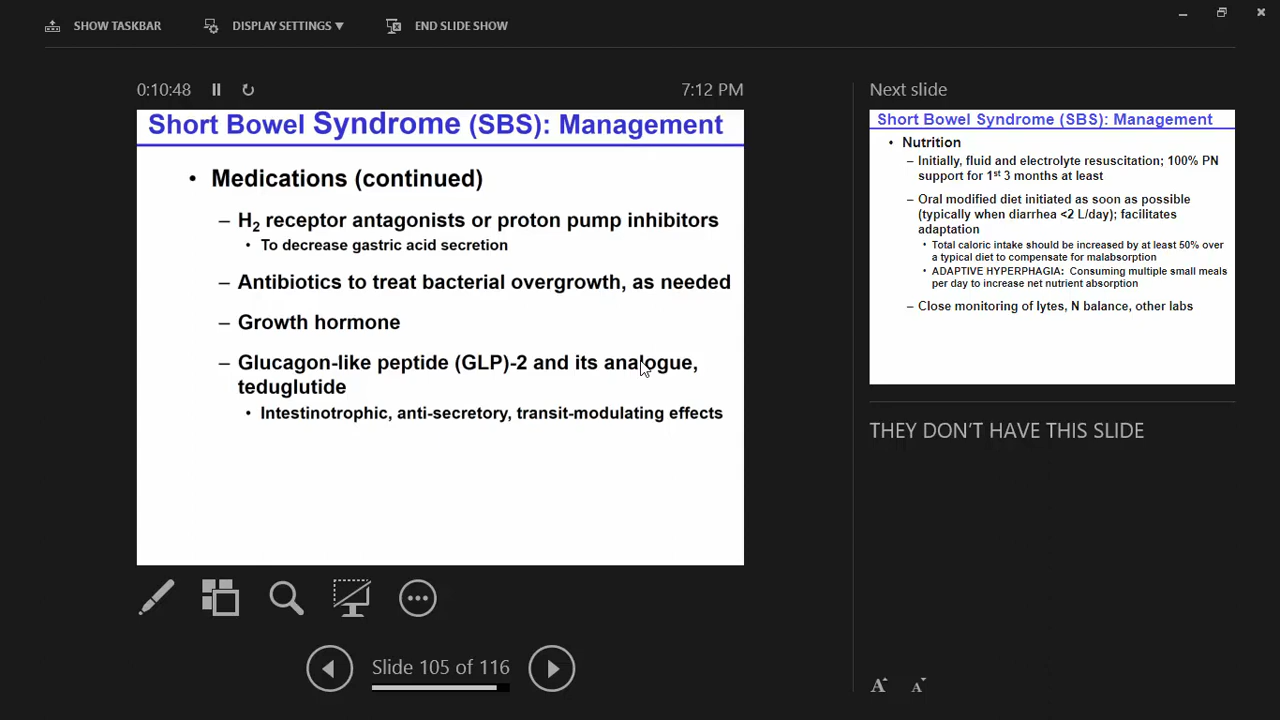 SHOW TASKBAR
DISPLAY SETTINGS ▼
END SLIDE SHOW
0:10:48
7:12 PM
Short Bowel Syndrome (SBS): Management
• Medications (continued)
– H₂ receptor antagonists or proton pump inhibitors
• To decrease gastric acid secretion
– Antibiotics to treat bacterial overgrowth, as needed
– Growth hormone
– Glucagon-like peptide (GLP)-2 and its analogue,
teduglutide
• Intestinotrophic, anti-secretory, transit-modulating effects
Slide 105 of 116
Next slide
Short Bowel Syndrome (SBS): Management
• Nutrition
– Initially, fluid and electrolyte resuscitation; 100% PN
support for 1st 3 months at least
– Oral modified diet initiated as soon as possible
(typically when diarrhea <2 L/day); facilitates
adaptation
• Total caloric intake should be increased by at least 50% over
a typical diet to compensate for malabsorption
• ADAPTIVE HYPERPHAGIA: Consuming multiple small meals
per day to increase net nutrient absorption
– Close monitoring of lytes, N balance, other labs
THEY DON'T HAVE THIS SLIDE
A A